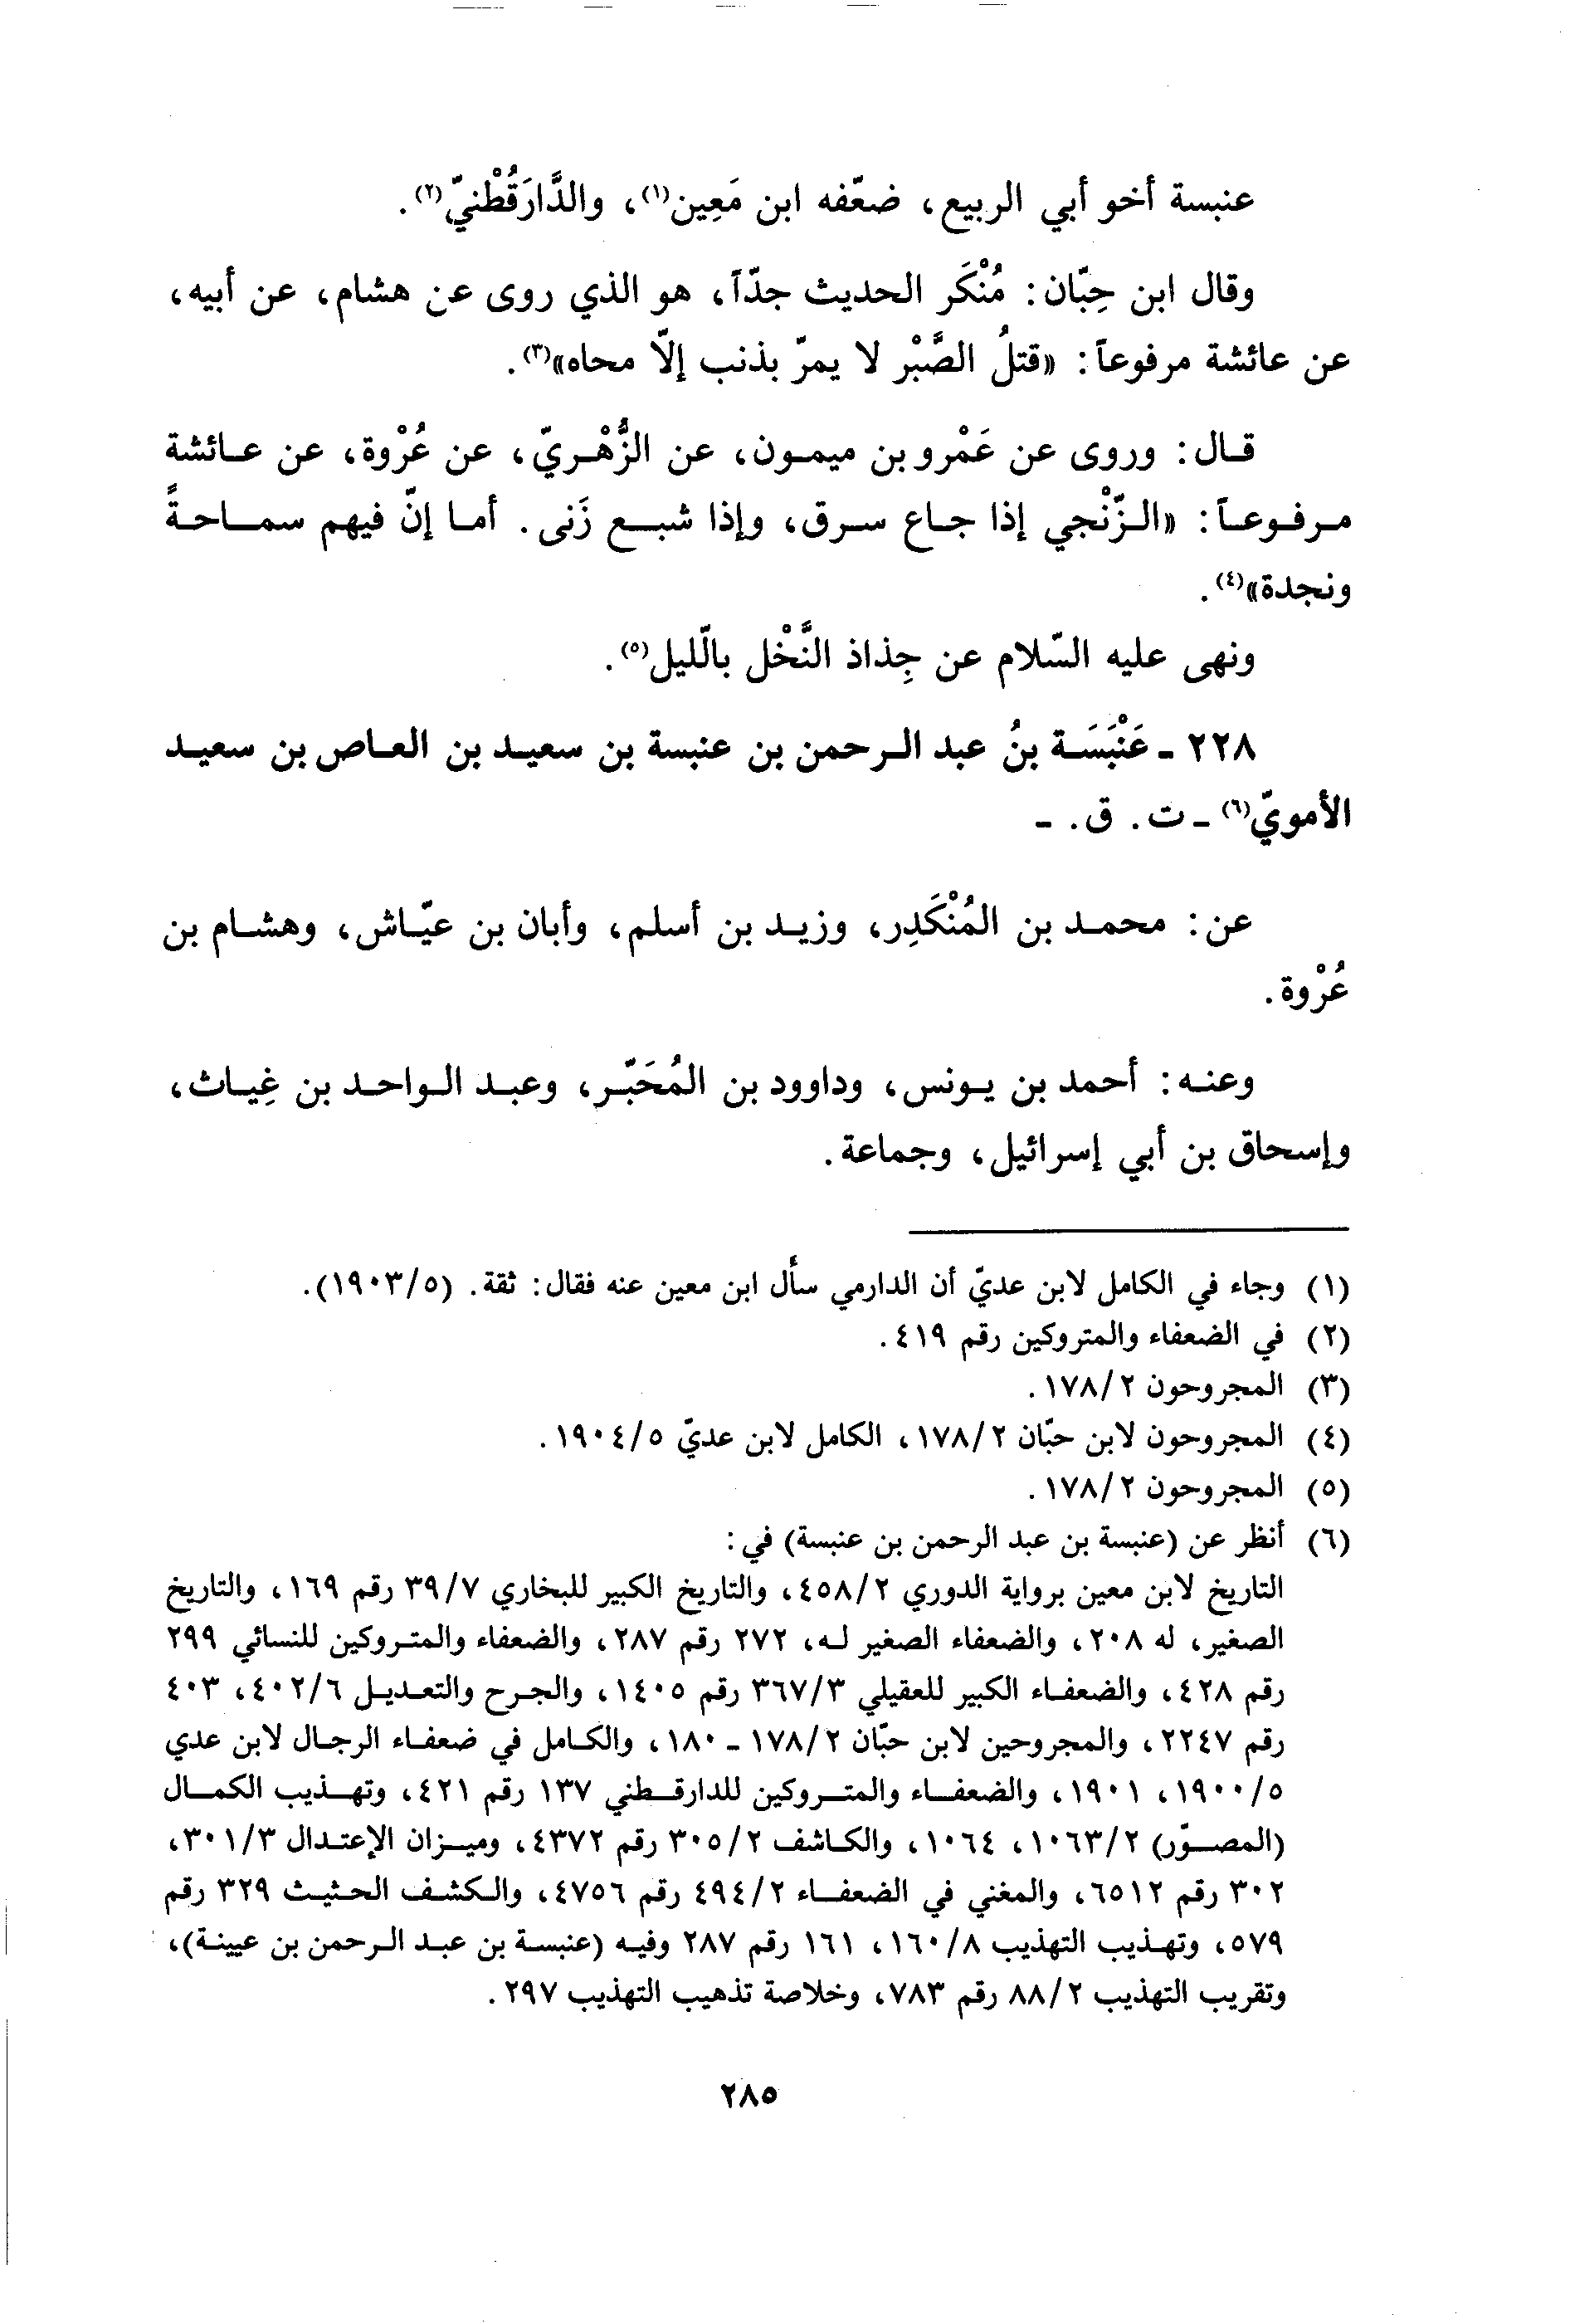 عنبسة أخو أبي الربيع، ضعّفه ابن مَعِين(١)، والدَّارَقُطْنيّ(٢).
وقال ابن حِبّان: مُنْكَر الحديث جدّاً، هو الذي روى عن هشام، عن أبيه،
عن عائشة مرفوعاً: «قتلُ الصَّبْر لا يمرّ بذنب إلاّ محاه»(٣).
قال: وروى عن عَمْرو بن ميمون، عن الزُّهْريّ، عن عُرْوة، عن عائشة
مرفوعاً: «الزّنْجي إذا جاع سرق، وإذا شبع زَنى. أما إنّ فيهم سماحةً
ونجدة»(٤).
ونهى عليه السّلام عن جِذاذ النَّخْل بالّليل(٥).
٢٢٨ - عَنْبَسَة بنُ عبد الرحمن بن عنبسة بن سعيد بن العاص بن سعيد
الأمويّ(٦) - ت. ق. -
عن: محمد بن المُنْكَدِر، وزيد بن أسلم، وأبان بن عيّاش، وهشام بن
عُرْوة.
وعنه: أحمد بن يونس، وداوود بن المُحَبّر، وعبد الواحد بن غِياث،
وإسحاق بن أبي إسرائيل، وجماعة.
(١) وجاء في الكامل لابن عديّ أن الدارمي سأل ابن معين عنه فقال: ثقة. (١٩٠٣/٥).
(٢) في الضعفاء والمتروكين رقم ٤١٩.
(٣) المجروحون ١٧٨/٢.
(٤) المجروحون لابن حبّان ١٧٨/٢، الكامل لابن عديّ ١٩٠٤/٥.
(٥) المجروحون ١٧٨/٢.
(٦) أنظر عن (عنبسة بن عبد الرحمن بن عنبسة) في:
التاريخ لابن معين برواية الدوري ٤٥٨/٢، والتاريخ الكبير للبخاري ٣٩/٧ رقم ١٦٩، والتاريخ
الصغير، له ٢٠٨، والضعفاء الصغير له، ٢٧٢ رقم ٢٨٧، والضعفاء والمتروكين للنسائي ٢٩٩
رقم ٤٢٨، والضعفاء الكبير للعقيلي ٣٦٧/٣ رقم ١٤٠٥، والجرح والتعديل ٤٠٢/٦، ٤٠٣
رقم ٢٢٤٧، والمجروحين لابن حبّان ١٧٨/٢ - ١٨٠، والكامل في ضعفاء الرجال لابن عدي
١٩٠٠/٥، ١٩٠١، والضعفاء والمتروكين للدارقطني ١٣٧ رقم ٤٢١، وتهذيب الكمال
(المصوّر) ١٠٦٣/٢، ١٠٦٤، والكاشف ٣٠٥/٢ رقم ٤٣٧٢، وميزان الإعتدال ٣٠١/٣،
٣٠٢ رقم ٦٥١٢، والمغني في الضعفاء ٤٩٤/٢ رقم ٤٧٥٦، والكشف الحثيث ٣٢٩ رقم
٥٧٩، وتهذيب التهذيب ١٦٠/٨، ١٦١ رقم ٢٨٧ وفيه (عنبسة بن عبد الرحمن بن عيينة)،
وتقريب التهذيب ٨٨/٢ رقم ٧٨٣، وخلاصة تذهيب التهذيب ٢٩٧.
٢٨٥